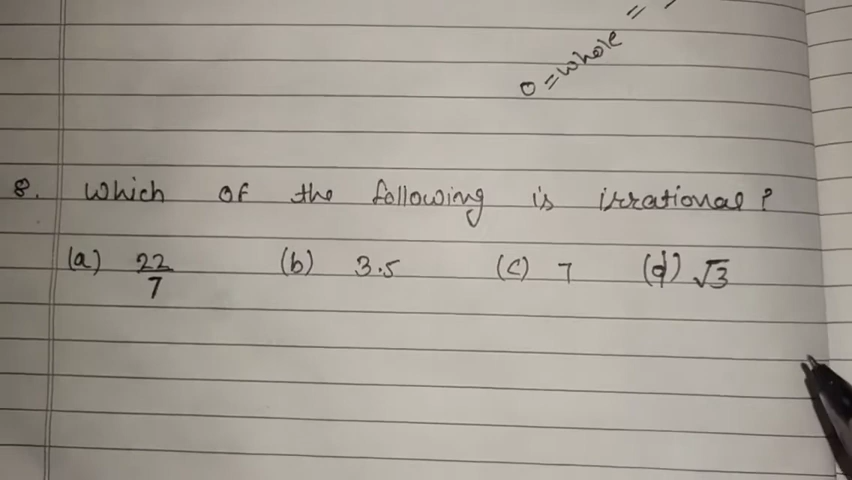 0 = whole =
8. Which of the following is irrational?
(a) 22/7 (b) 3.5 (c) 7 (d) √3